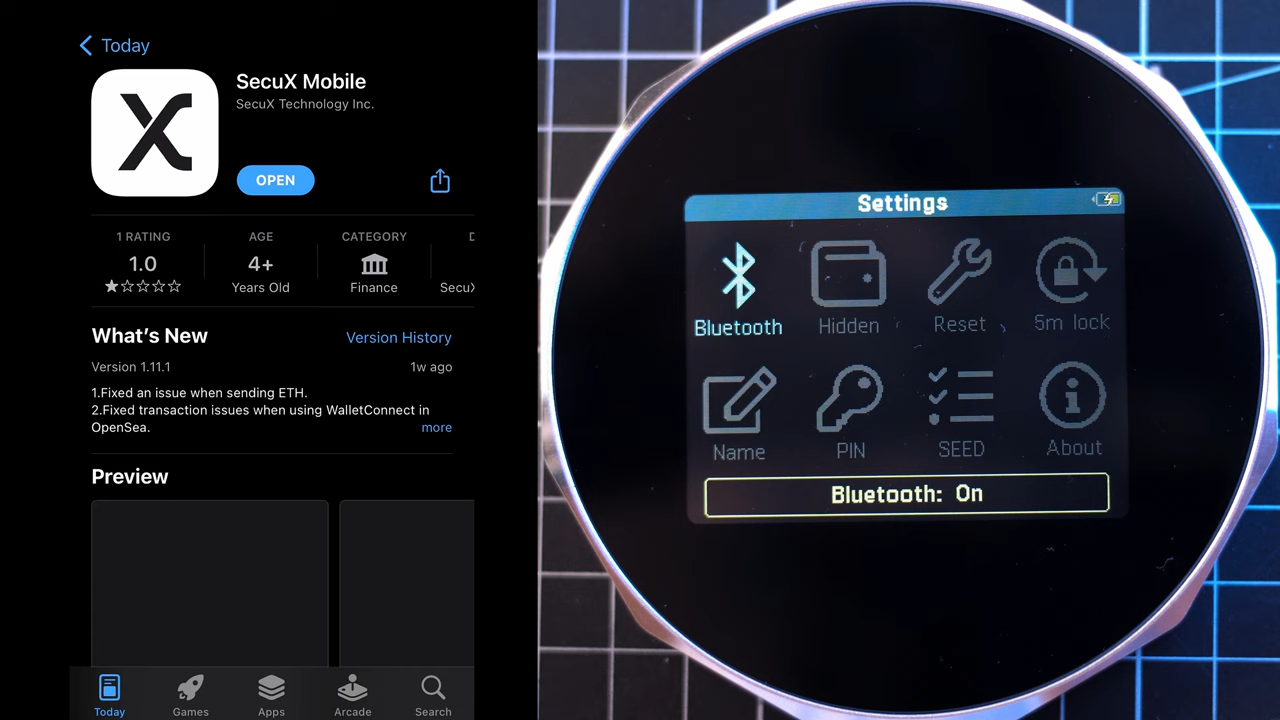 Today
SecuX Mobile
SecuX Technology Inc.
OPEN
1 RATING
AGE
CATEGORY
D
1.0
4+
Years Old
Finance
SecuX
What's New
Version History
Version 1.11.1
1w ago
1.Fixed an issue when sending ETH.
2.Fixed transaction issues when using WalletConnect in
OpenSea.
more
Preview
Today
Games
Apps
Arcade
Search
Settings
Bluetooth
Hidden
Reset
5m lock
Name
PIN
SEED
About
Bluetooth: On